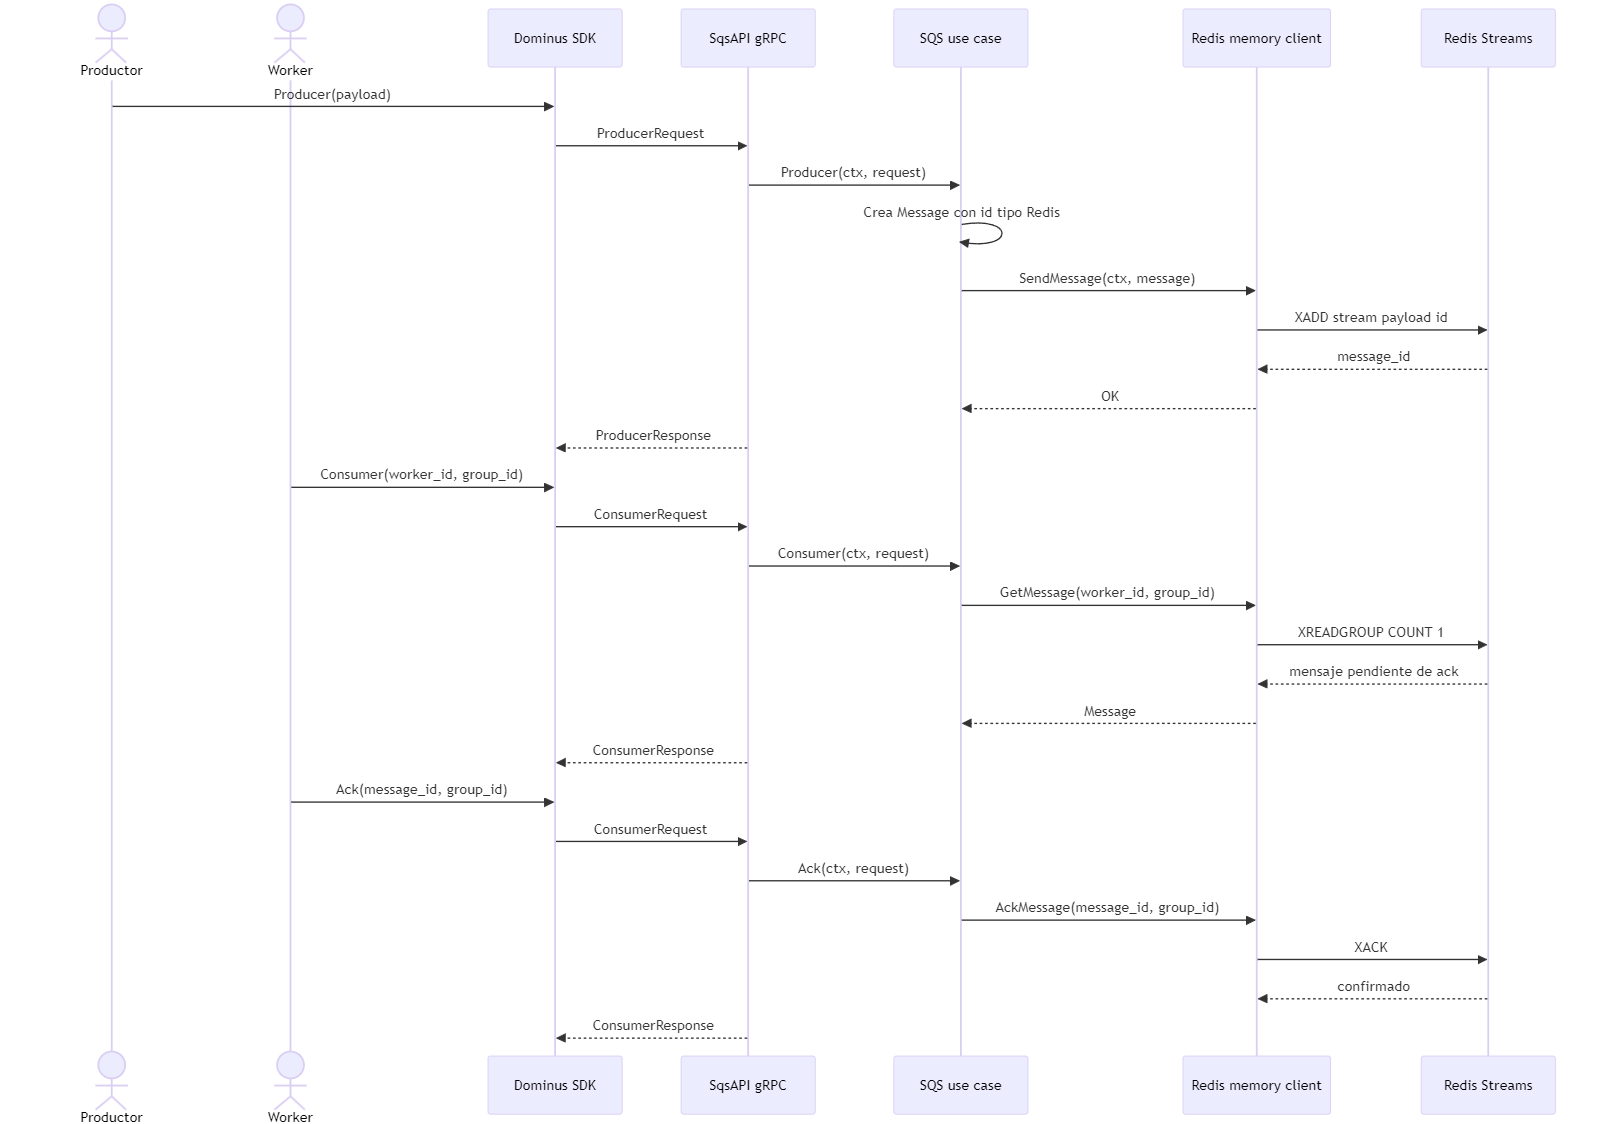 Productor
Worker
Dominus SDK
SqsAPI gRPC
SQS use case
Redis memory client
Redis Streams
Producer(payload)
ProducerRequest
Producer(ctx, request)
Crea Message con id tipo Redis
SendMessage(ctx, message)
XADD stream payload id
message_id
OK
ProducerResponse
Consumer(worker_id, group_id)
ConsumerRequest
Consumer(ctx, request)
GetMessage(worker_id, group_id)
XREADGROUP COUNT 1
mensaje pendiente de ack
Message
ConsumerResponse
Ack(message_id, group_id)
ConsumerRequest
Ack(ctx, request)
AckMessage(message_id, group_id)
XACK
confirmado
ConsumerResponse
Productor
Worker
Dominus SDK
SqsAPI gRPC
SQS use case
Redis memory client
Redis Streams